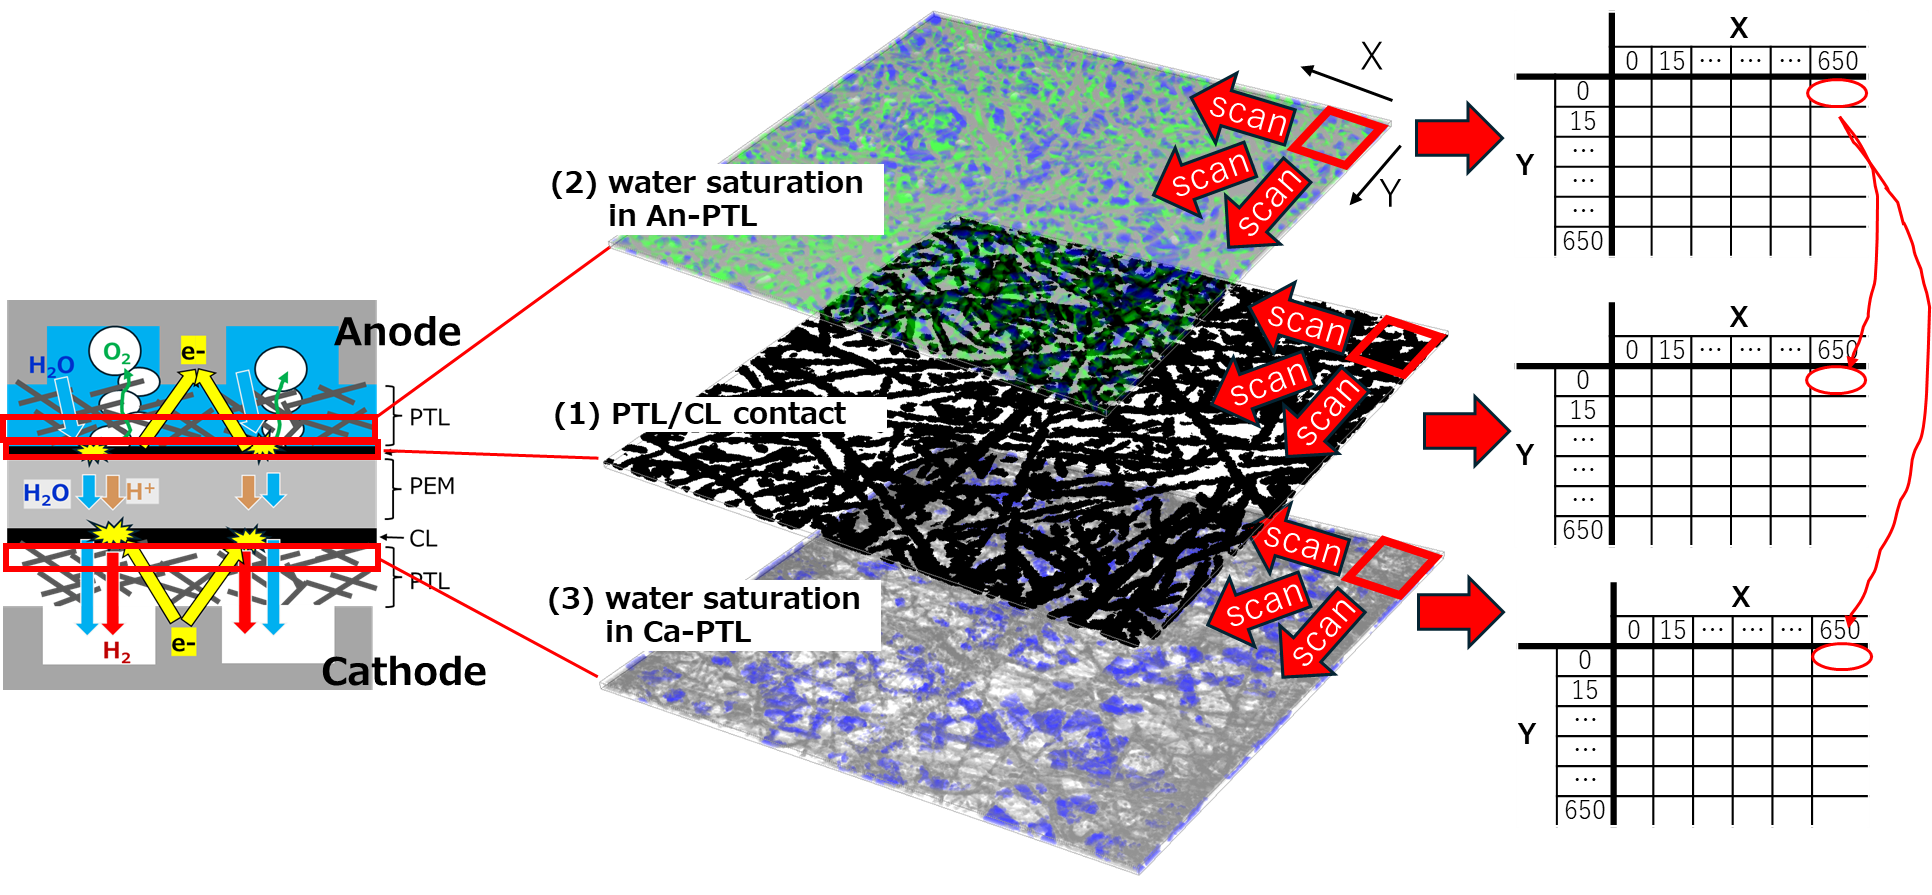 Anode
H₂O
O₂
e-
PTL
H₂O
H⁺
PEM
CL
PTL
H₂
e-
Cathode
(2) water saturation
in An-PTL
(1) PTL/CL contact
(3) water saturation
in Ca-PTL
X
Y
scan
scan
scan
scan
scan
scan
scan
scan
scan
X
0 15 ... ... ... 650
0
15
...
Y
...
...
650
X
0 15 ... ... ... 650
0
15
...
Y
...
...
650
X
0 15 ... ... ... 650
0
15
...
Y
...
...
650